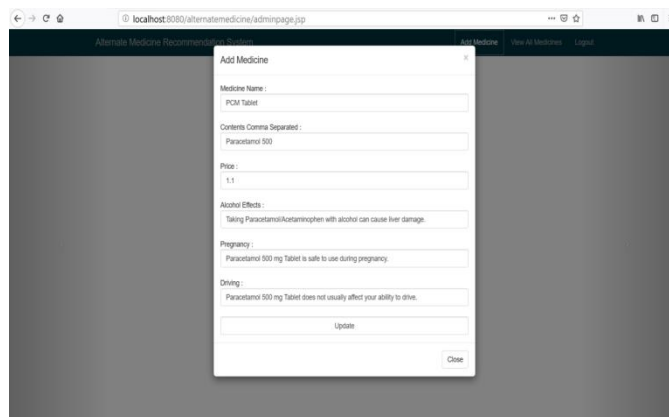 localhost:8080/alternatemedicine/adminpage.jsp
Alternate Medicine Recommendation System
Add Medicine
View All Medicines
Logout
Add Medicine
×
Medicine Name :
PCM Tablet
Contents Comma Separated :
Paracetamol 500
Price :
1.1
Alcohol Effects :
Taking Paracetamol/Acetaminophen with alcohol can cause liver damage.
Pregnancy :
Paracetamol 500 mg Tablet is safe to use during pregnancy.
Driving :
Paracetamol 500 mg Tablet does not usually affect your ability to drive.
Update
Close